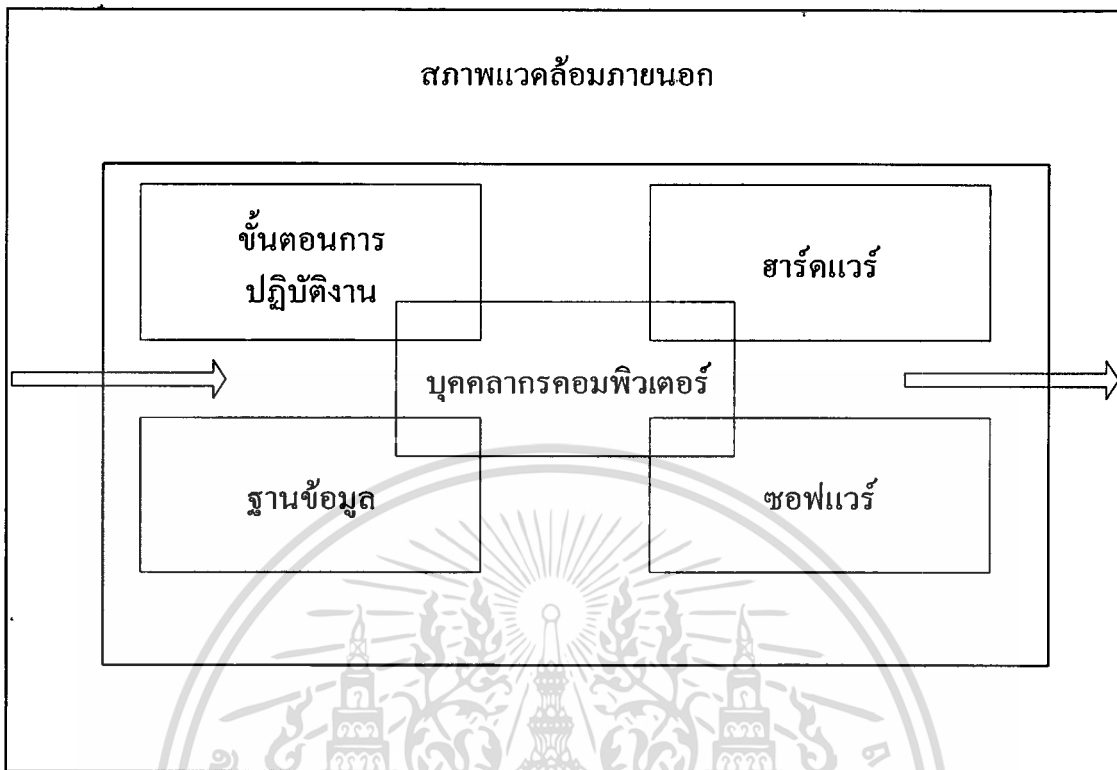 สภาพแวดล้อมภายนอก
ขั้นตอนการ
ปฏิบัติงาน
ฮาร์ดแวร์
บุคคลากรคอมพิวเตอร์
ฐานข้อมูล
ซอฟแวร์